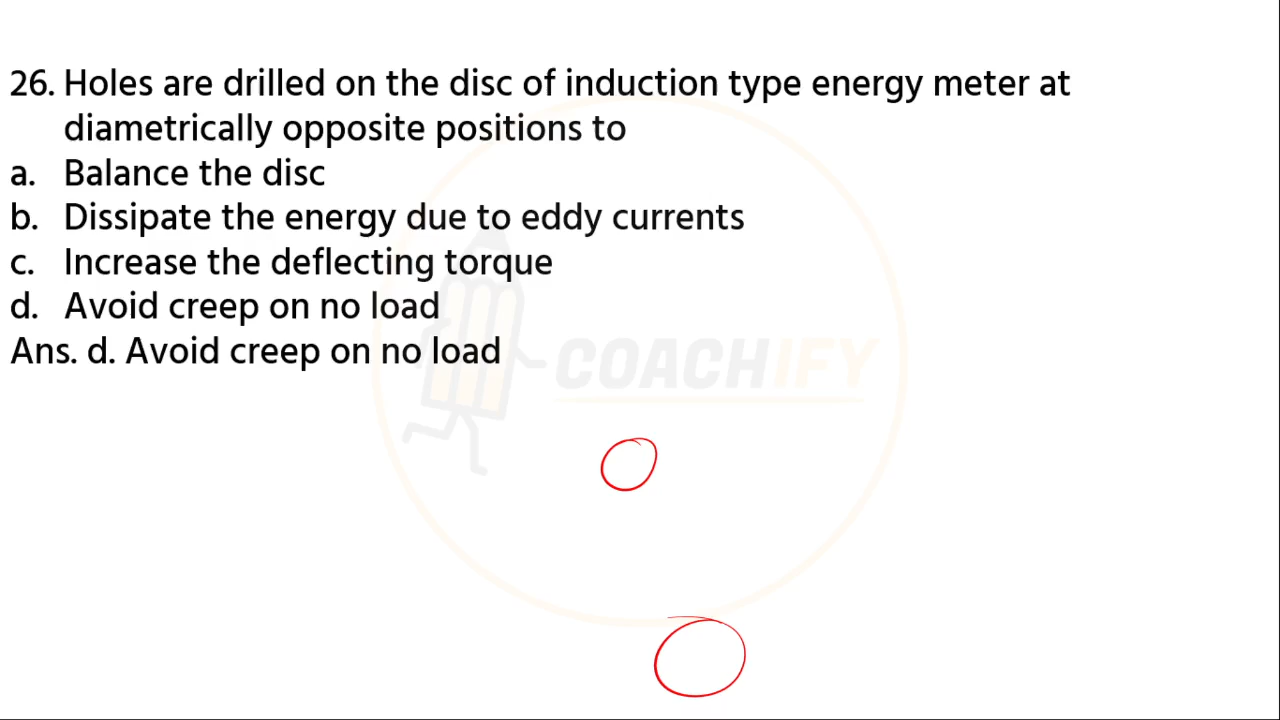 26. Holes are drilled on the disc of induction type energy meter at
diametrically opposite positions to
a. Balance the disc
b. Dissipate the energy due to eddy currents
c. Increase the deflecting torque
d. Avoid creep on no load
Ans. d. Avoid creep on no load
COACHIFY